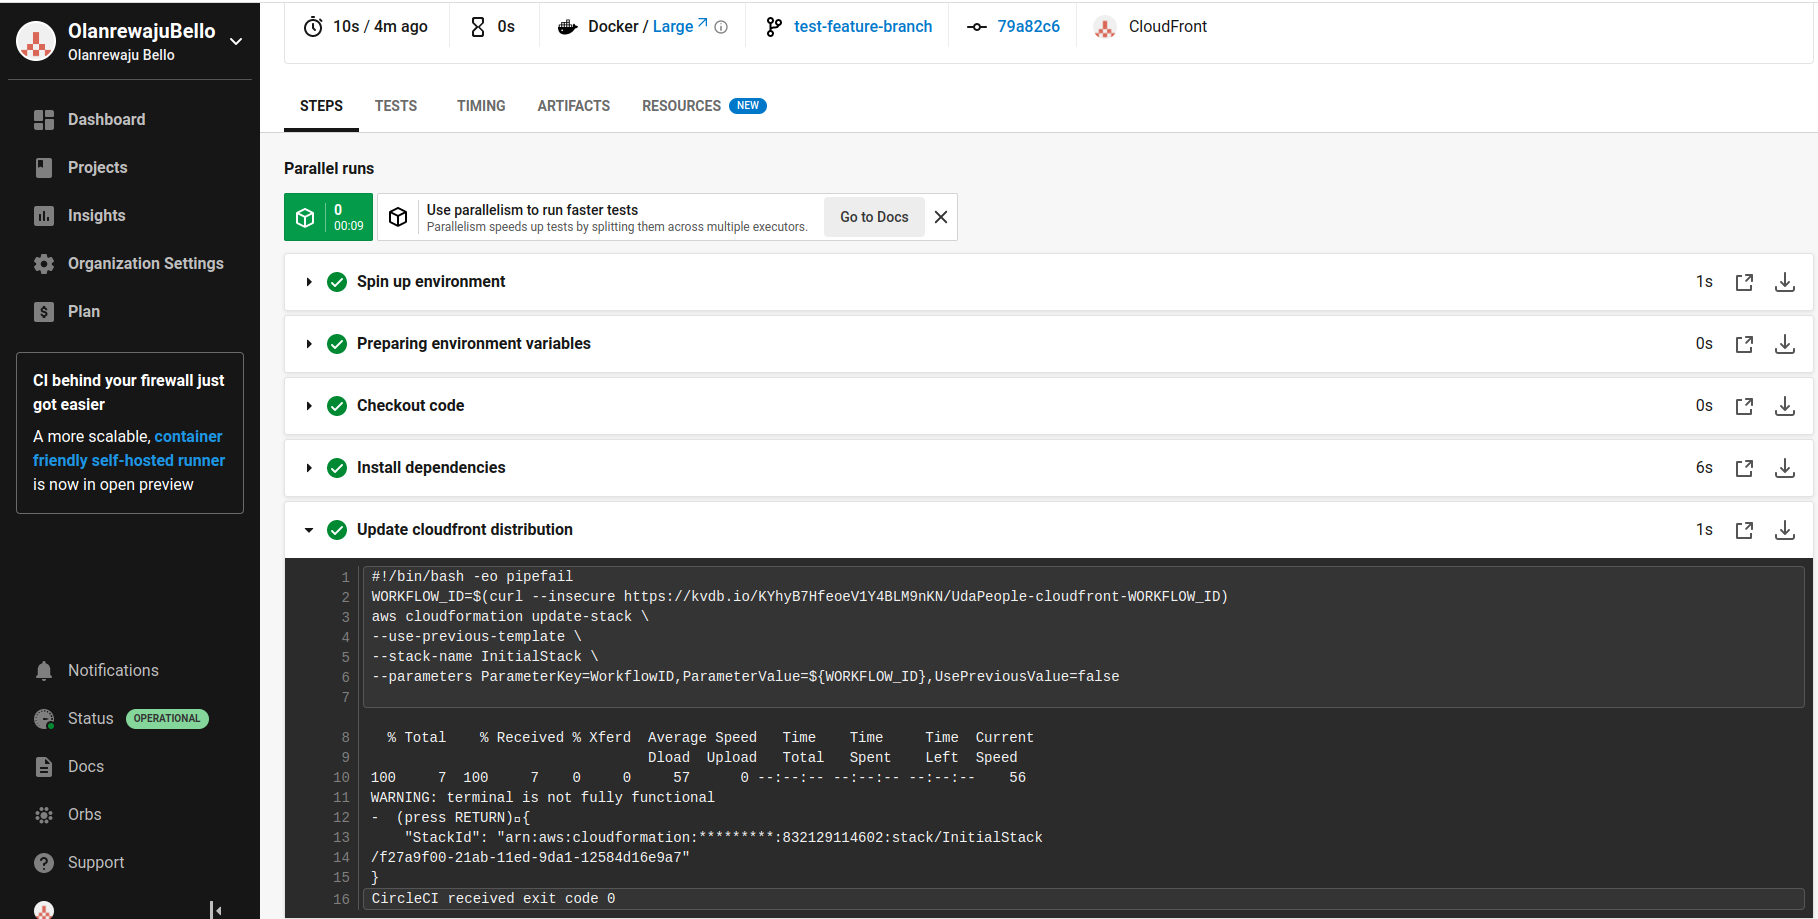 OlanrewajuBello
Olanrewaju Bello
Dashboard
Projects
Insights
Organization Settings
Plan
CI behind your firewall just
got easier
A more scalable, container
friendly self-hosted runner
is now in open preview
Notifications
Status OPERATIONAL
Docs
Orbs
Support
10s / 4m ago
0s
Docker / Large
test-feature-branch
79a82c6
CloudFront
STEPS TESTS TIMING ARTIFACTS RESOURCES NEW
Parallel runs
0
00:09
Use parallelism to run faster tests
Parallelism speeds up tests by splitting them across multiple executors.
Go to Docs
Spin up environment 1s
Preparing environment variables 0s
Checkout code 0s
Install dependencies 6s
Update cloudfront distribution 1s
1 #!/bin/bash -eo pipefail
2 WORKFLOW_ID=$(curl --insecure https://kvdb.io/KYhyB7HfeoeV1Y4BLM9nKN/UdaPeople-cloudfront-WORKFLOW_ID)
3 aws cloudformation update-stack \
4 --use-previous-template \
5 --stack-name InitialStack \
6 --parameters ParameterKey=WorkflowID,ParameterValue=${WORKFLOW_ID},UsePreviousValue=false
7
8 % Total % Received % Xferd Average Speed Time Time Time Current
9 Dload Upload Total Spent Left Speed
10 100 7 100 7 0 0 57 0 --:--:-- --:--:-- --:--:-- 56
11 WARNING: terminal is not fully functional
12 - (press RETURN){
13 "StackId": "arn:aws:cloudformation:*********:832129114602:stack/InitialStack
14 /f27a9f00-21ab-11ed-9da1-12584d16e9a7"
15 }
16 CircleCI received exit code 0